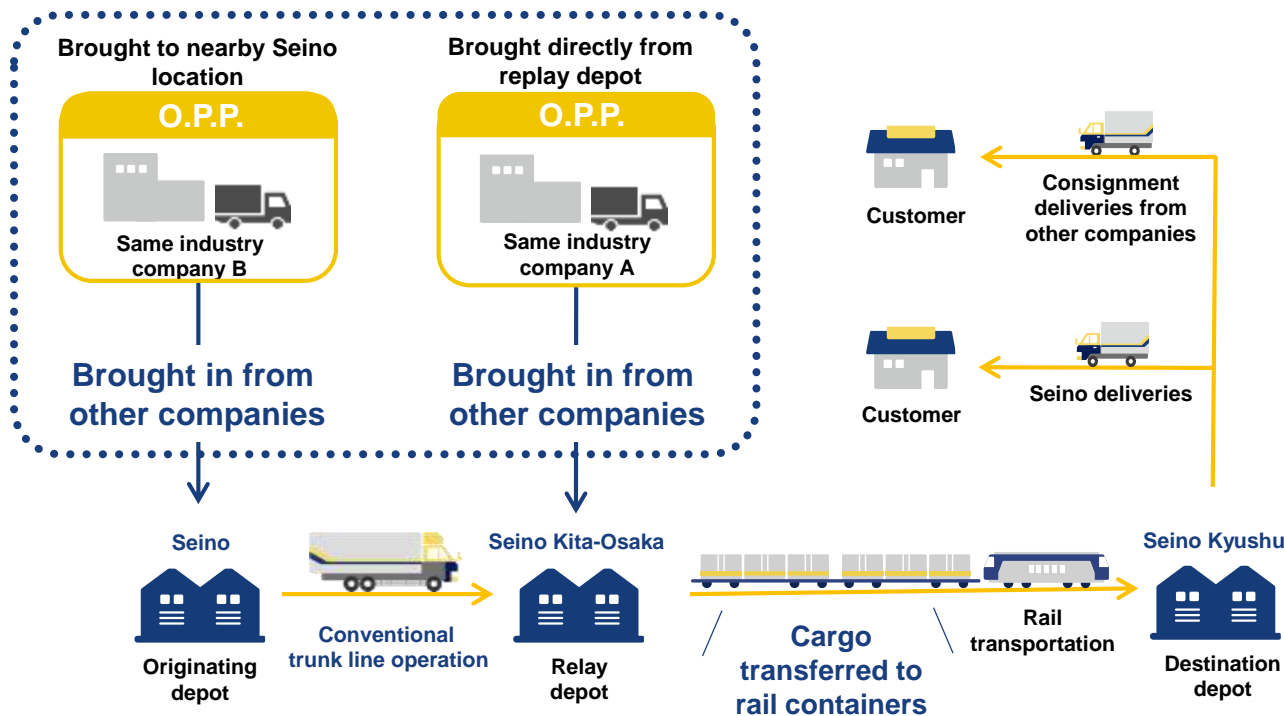 Brought to nearby Seino
location
O.P.P.
Same industry
company B
Brought in from
other companies
Brought directly from
replay depot
O.P.P.
Same industry
company A
Brought in from
other companies
Customer
Consignment
deliveries from
other companies
Customer
Seino deliveries
Seino
Originating
depot
Conventional
trunk line operation
Seino Kita-Osaka
Relay
depot
Cargo
transferred to
rail containers
Rail
transportation
Seino Kyushu
Destination
depot